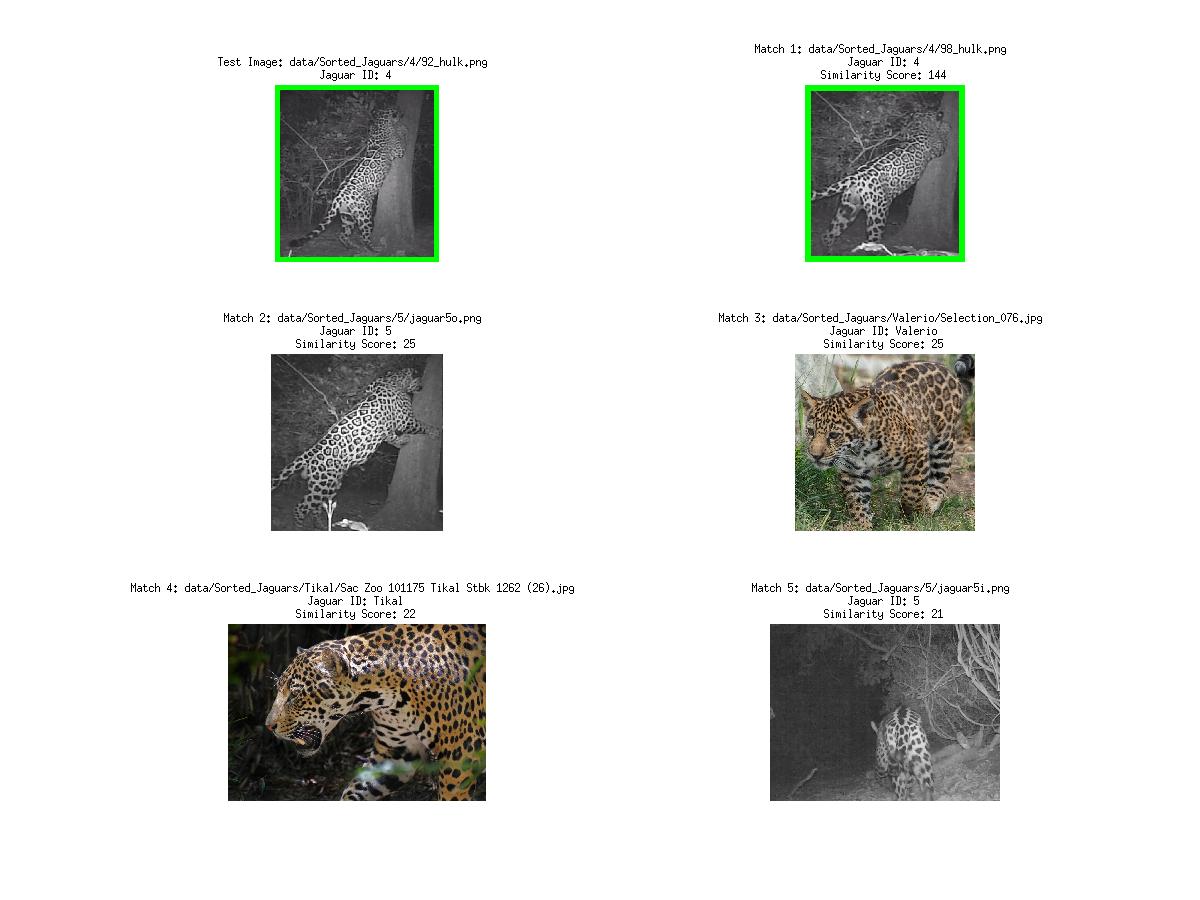 Test Image: data/Sorted_Jaguars/4/92_hulk.png
Jaguar ID: 4
Match 1: data/Sorted_Jaguars/4/98_hulk.png
Jaguar ID: 4
Similarity Score: 144
Match 2: data/Sorted_Jaguars/5/jaguar5o.png
Jaguar ID: 5
Similarity Score: 25
Match 3: data/Sorted_Jaguars/Valerio/Selection_076.jpg
Jaguar ID: Valerio
Similarity Score: 25
Match 4: data/Sorted_Jaguars/Tikal/Sac Zoo 101175 Tikal Stbk 1262 (26).jpg
Jaguar ID: Tikal
Similarity Score: 22
Match 5: data/Sorted_Jaguars/5/jaguar5i.png
Jaguar ID: 5
Similarity Score: 21